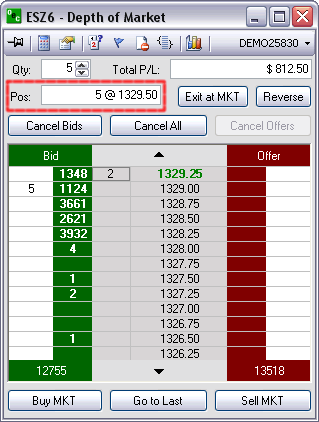 ESZ6 - Depth of Market
DEMO25830
Qty: 5 Total P/L: $ 812.50
Pos: 5 @ 1329.50 Exit at MKT Reverse
Cancel Bids Cancel All Cancel Offers
Bid Offer
1348 2 1329.25
5 1124 1329.00
3661 1328.75
2621 1328.50
3932 1328.25
4 1328.00
1327.75
1 1327.50
2 1327.25
1327.00
1326.75
1 1326.50
1326.25
12755 13518
Buy MKT Go to Last Sell MKT